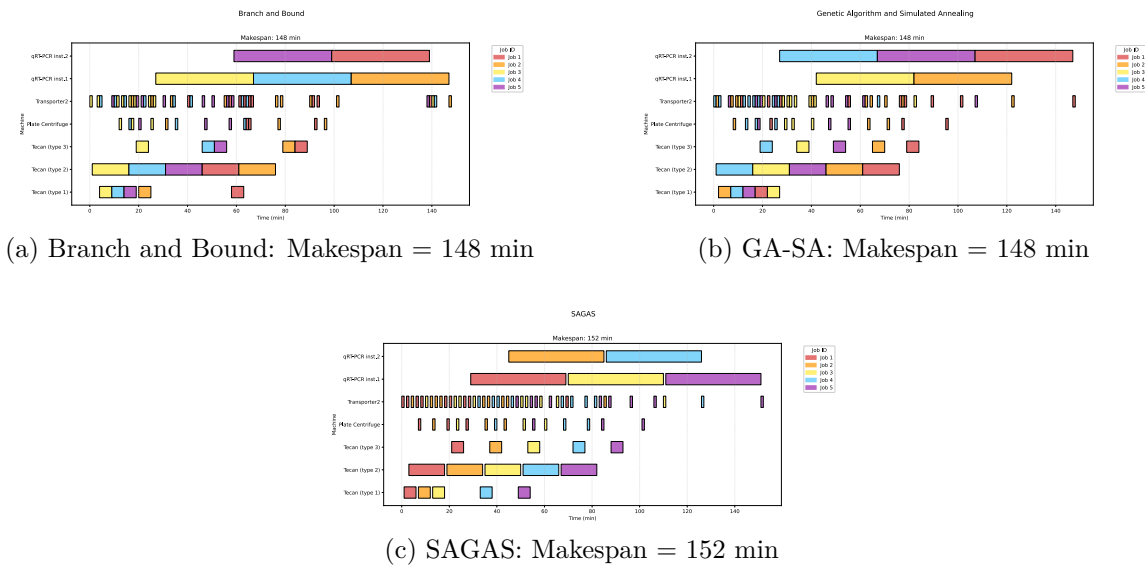 Branch and Bound
Makespan: 148 min
qRT-PCR inst.2
qRT-PCR inst.1
Transporter2
Plate Centrifuge
Tecan (type 3)
Tecan (type 2)
Tecan (type 1)
Machine
0 20 40 60 80 100 120 140
Time (min)
Job ID
Job 1
Job 2
Job 3
Job 4
Job 5
(a) Branch and Bound: Makespan = 148 min
Genetic Algorithm and Simulated Annealing
Makespan: 148 min
qRT-PCR inst.2
qRT-PCR inst.1
Transporter2
Plate Centrifuge
Tecan (type 3)
Tecan (type 2)
Tecan (type 1)
Machine
0 20 40 60 80 100 120 140
Time (min)
Job ID
Job 1
Job 2
Job 3
Job 4
Job 5
(b) GA-SA: Makespan = 148 min
SAGAS
Makespan: 152 min
qRT-PCR inst.2
qRT-PCR inst.1
Transporter2
Plate Centrifuge
Tecan (type 3)
Tecan (type 2)
Tecan (type 1)
Machine
0 20 40 60 80 100 120 140
Time (min)
Job ID
Job 1
Job 2
Job 3
Job 4
Job 5
(c) SAGAS: Makespan = 152 min